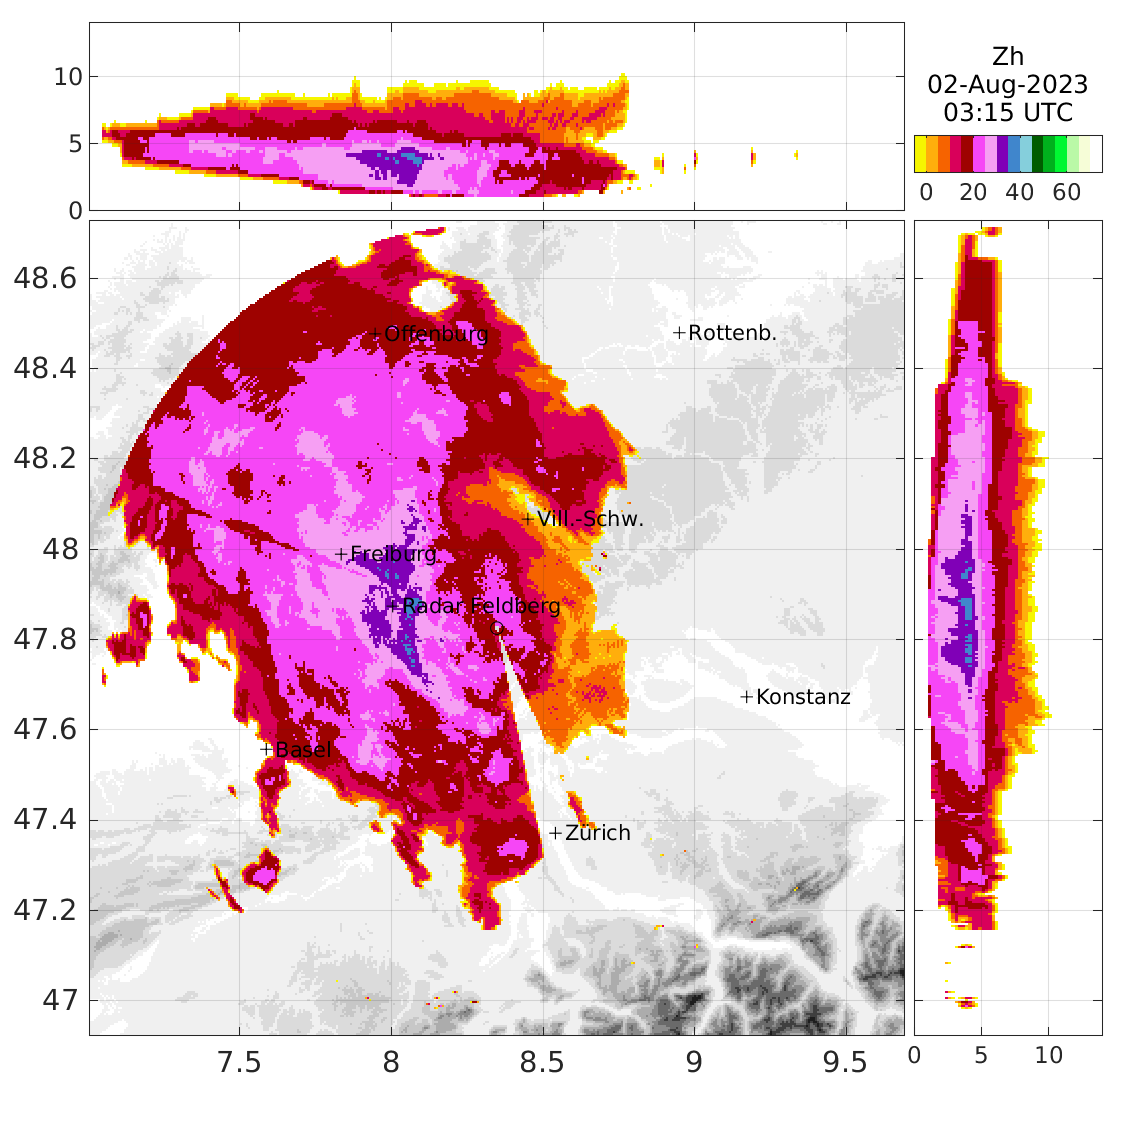 10
5
0
Zh
02-Aug-2023
03:15 UTC
0 20 40 60
48.6
48.4
48.2
48
47.8
47.6
47.4
47.2
47
+Offenburg
+Rottenb.
+Vill.-Schw.
+Freiburg
+Radar Feldberg
+Konstanz
+Basel
+Zürich
7.5 8 8.5 9 9.5
0 5 10